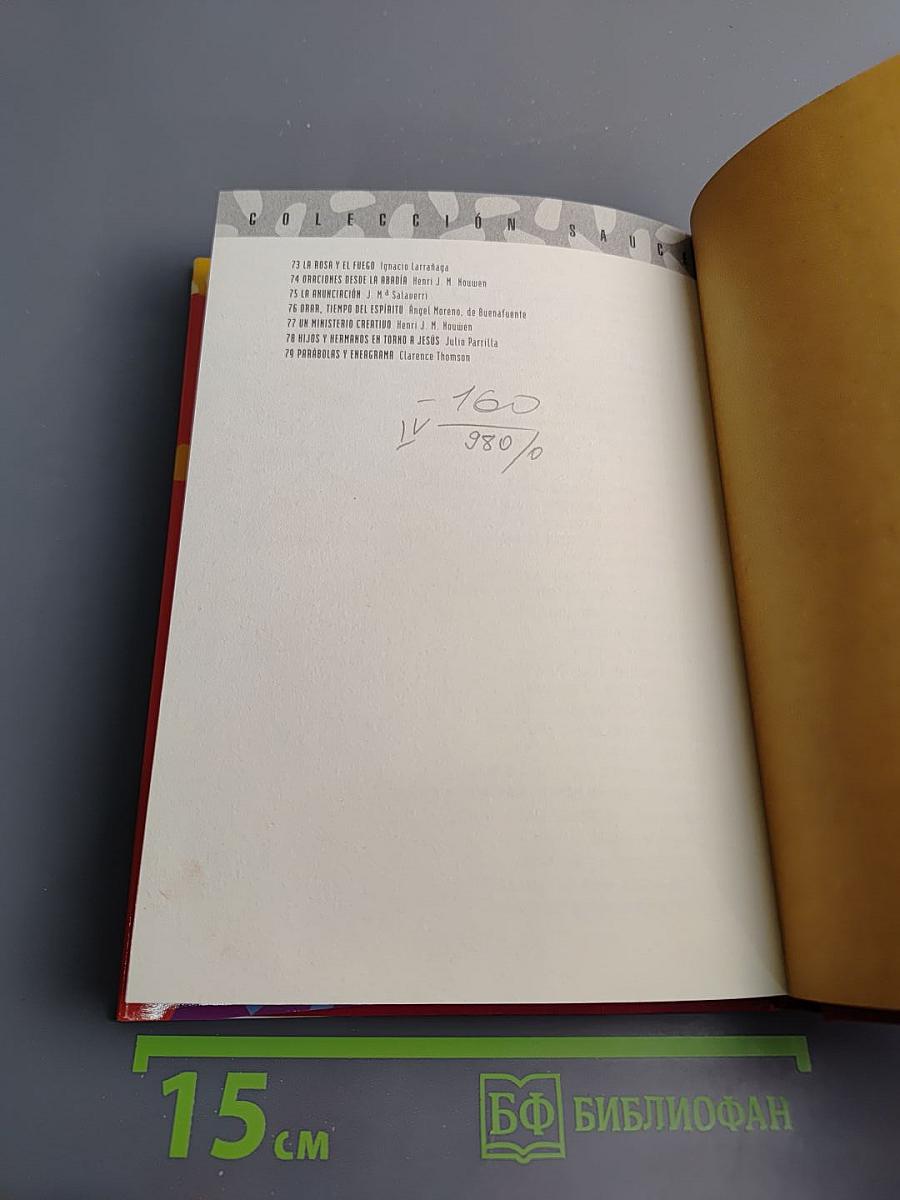 COLECCIÓN SAUCE
73 LA ROSA Y EL FUEGO Ignacio Larrañaga
74 ORACIONES DESDE LA ABADÍA Henri J. M. Nouwen
75 LA ANUNCIACIÓN J. M.ª Salaverri
76 ORAR, TIEMPO DEL ESPÍRITU Ángel Moreno, de Buenafuente
77 UN MINISTERIO CREATIVO Henri J. M. Nouwen
78 HIJOS Y HERMANOS EN TORNO A JESÚS Julio Parrilla
79 PARÁBOLAS Y ENEAGRAMA Clarence Thomson
- 160
IV 980/0
15 СМ
БФ БИБЛИОФАН